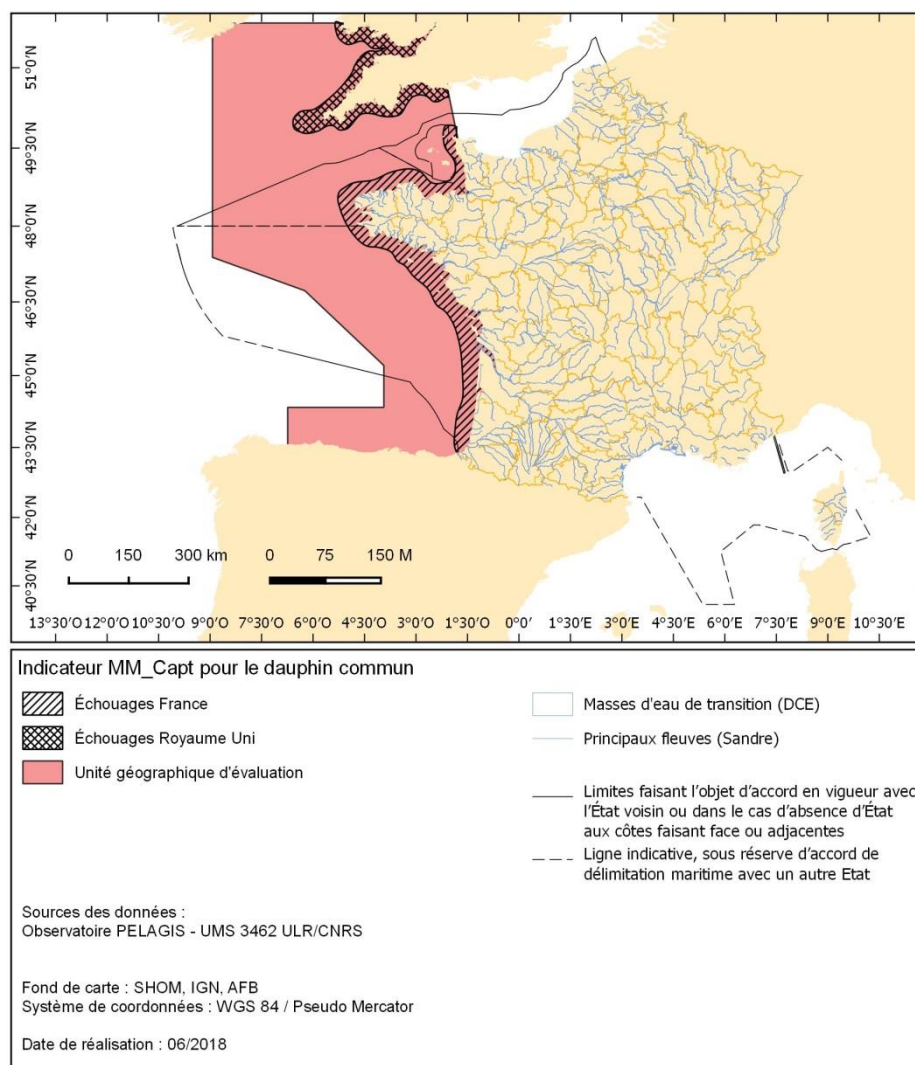 51°0'N
49°30'N
48°0'N
46°30'N
45°0'N
43°30'N
42°0'N
40°30'N
0 150 300 km
0 75 150 M
13°30'O 12°0'O 10°30'O 9°0'O 7°30'O 6°0'O 4°30'O 3°0'O 1°30'O 0°0' 1°30'E 3°0'E 4°30'E 6°0'E 7°30'E 9°0'E 10°30'E
Indicateur MM_Capt pour le dauphin commun
Échouages France
Échouages Royaume Uni
Unité géographique d'évaluation
Masses d'eau de transition (DCE)
Principaux fleuves (Sandre)
Limites faisant l'objet d'accord en vigueur avec
l'État voisin ou dans le cas d'absence d'État
aux côtes faisant face ou adjacentes
Ligne indicative, sous réserve d'accord de
délimitation maritime avec un autre Etat
Sources des données :
Observatoire PELAGIS - UMS 3462 ULR/CNRS
Fond de carte : SHOM, IGN, AFB
Système de coordonnées : WGS 84 / Pseudo Mercator
Date de réalisation : 06/2018